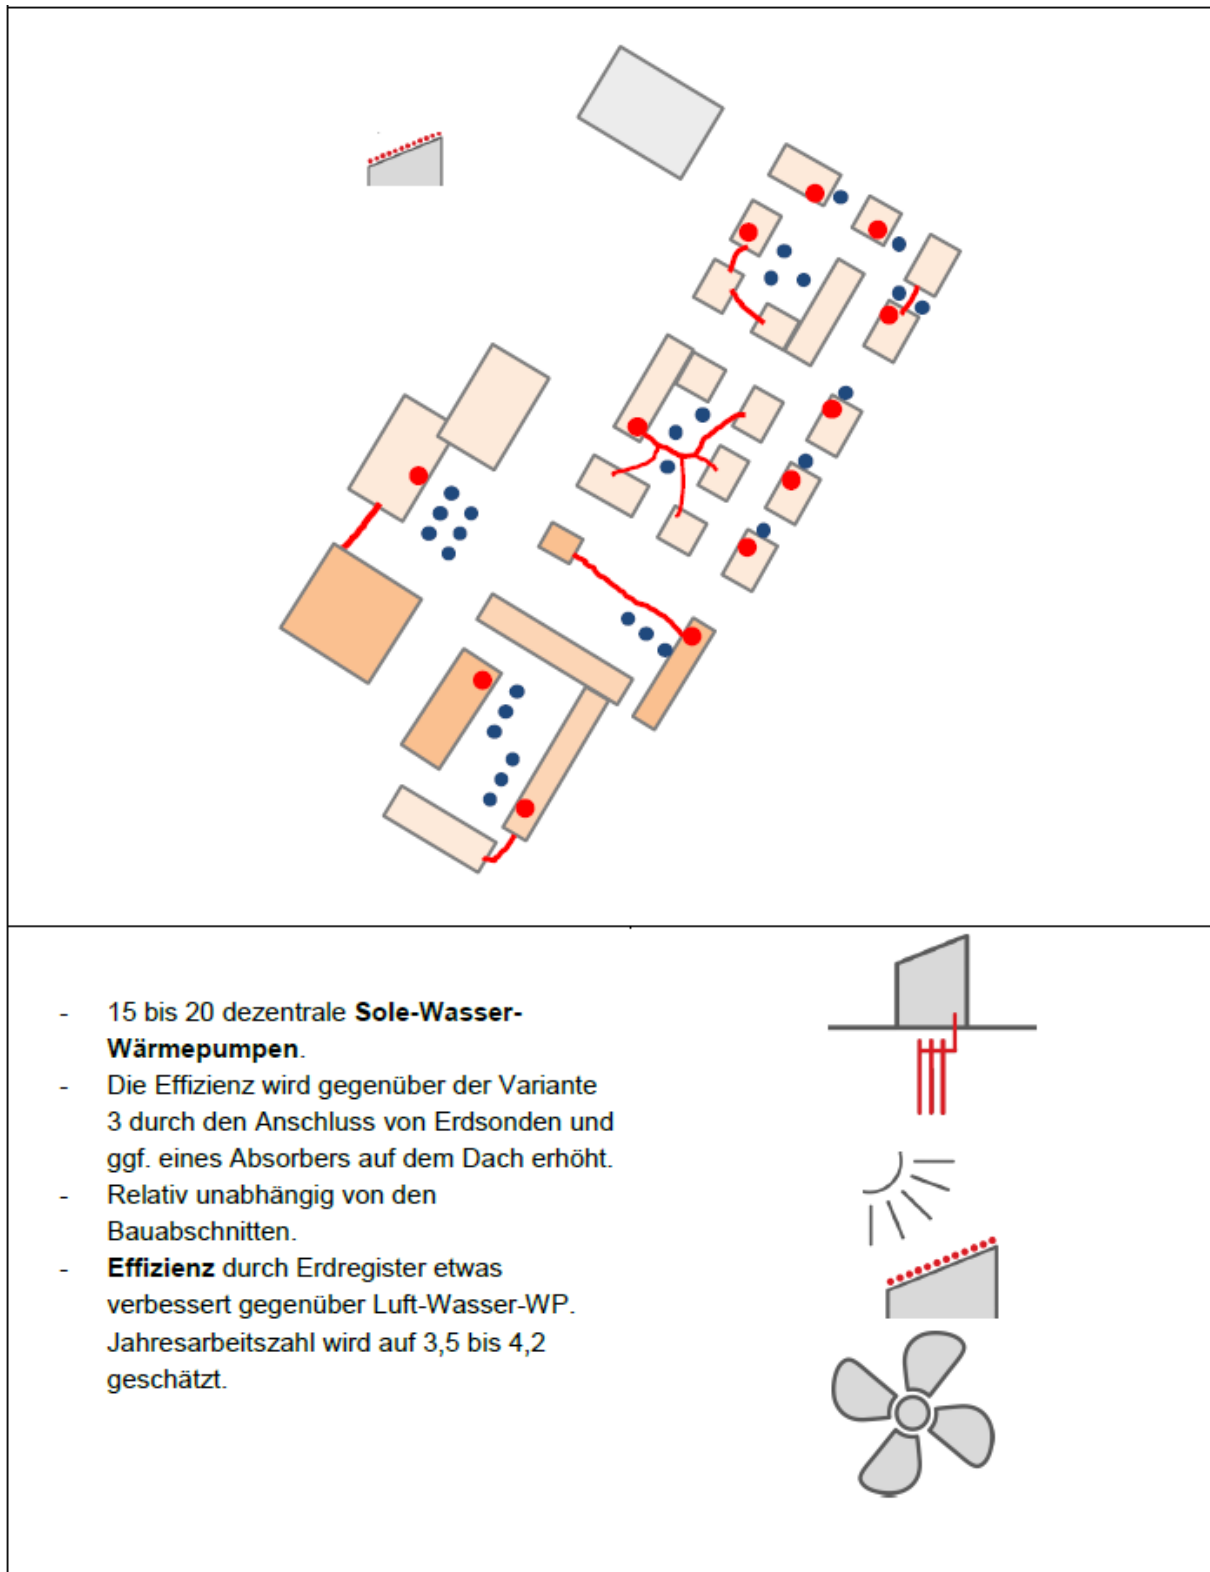 - 15 bis 20 dezentrale Sole-Wasser-
Wärmepumpen.
- Die Effizienz wird gegenüber der Variante
3 durch den Anschluss von Erdsonden und
ggf. eines Absorbers auf dem Dach erhöht.
- Relativ unabhängig von den
Bauabschnitten.
- Effizienz durch Erdregister etwas
verbessert gegenüber Luft-Wasser-WP.
Jahresarbeitszahl wird auf 3,5 bis 4,2
geschätzt.